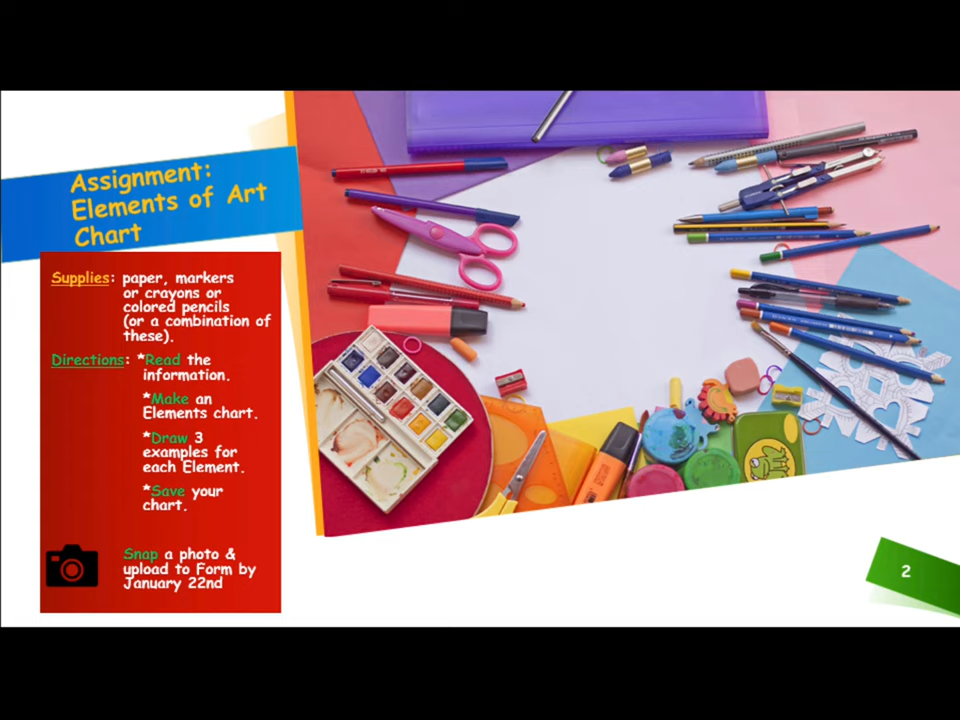 Assignment:
Elements of Art
Chart
Supplies: paper, markers
or crayons or
colored pencils
(or a combination of
these).
Directions: *Read the
information.
*Make an
Elements chart.
*Draw 3
examples for
each Element.
*Save your
chart.
Snap a photo &
upload to Form by
January 22nd
2